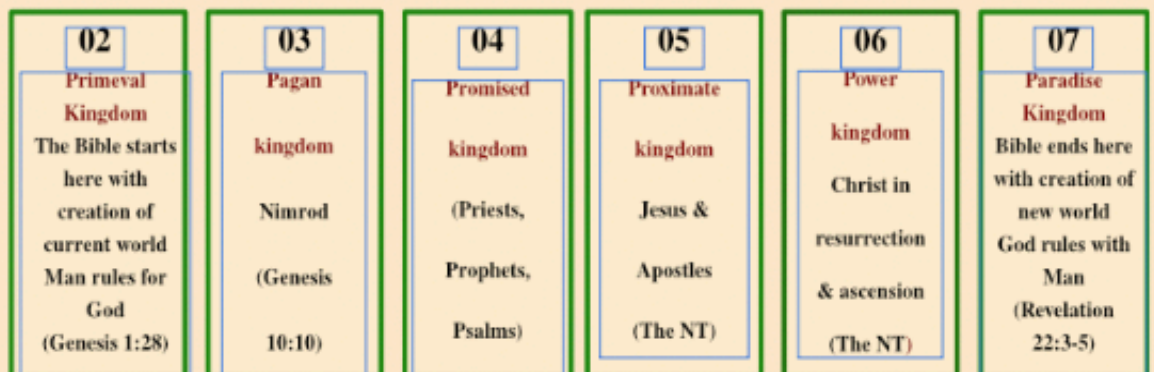 02
Primeval
Kingdom
The Bible starts
here with
creation of
current world
Man rules for
God
(Genesis 1:28)
03
Pagan
kingdom
Nimrod
(Genesis
10:10)
04
Promised
kingdom
(Priests,
Prophets,
Psalms)
05
Proximate
kingdom
Jesus &
Apostles
(The NT)
06
Power
kingdom
Christ in
resurrection
& ascension
(The NT)
07
Paradise
Kingdom
Bible ends here
with creation of
new world
God rules with
Man
(Revelation
22:3-5)